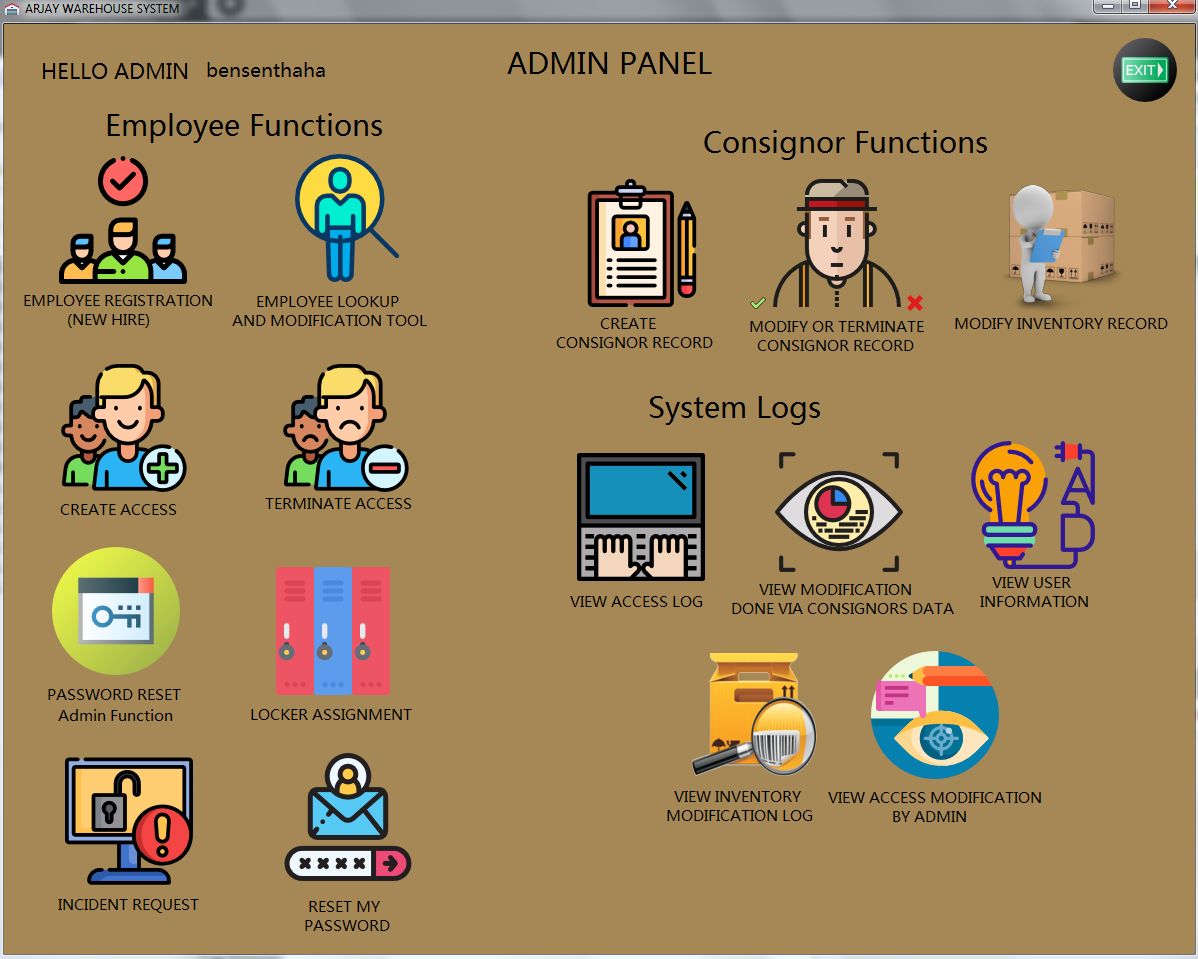 ARJAY WAREHOUSE SYSTEM
HELLO ADMIN bensenthaha
ADMIN PANEL
EXIT
Employee Functions
EMPLOYEE REGISTRATION
(NEW HIRE)
EMPLOYEE LOOKUP
AND MODIFICATION TOOL
CREATE ACCESS
TERMINATE ACCESS
PASSWORD RESET
Admin Function
LOCKER ASSIGNMENT
INCIDENT REQUEST
RESET MY
PASSWORD
Consignor Functions
CREATE
CONSIGNOR RECORD
MODIFY OR TERMINATE
CONSIGNOR RECORD
MODIFY INVENTORY RECORD
System Logs
VIEW ACCESS LOG
VIEW MODIFICATION
DONE VIA CONSIGNORS DATA
A
D
VIEW USER
INFORMATION
VIEW INVENTORY
MODIFICATION LOG
VIEW ACCESS MODIFICATION
BY ADMIN